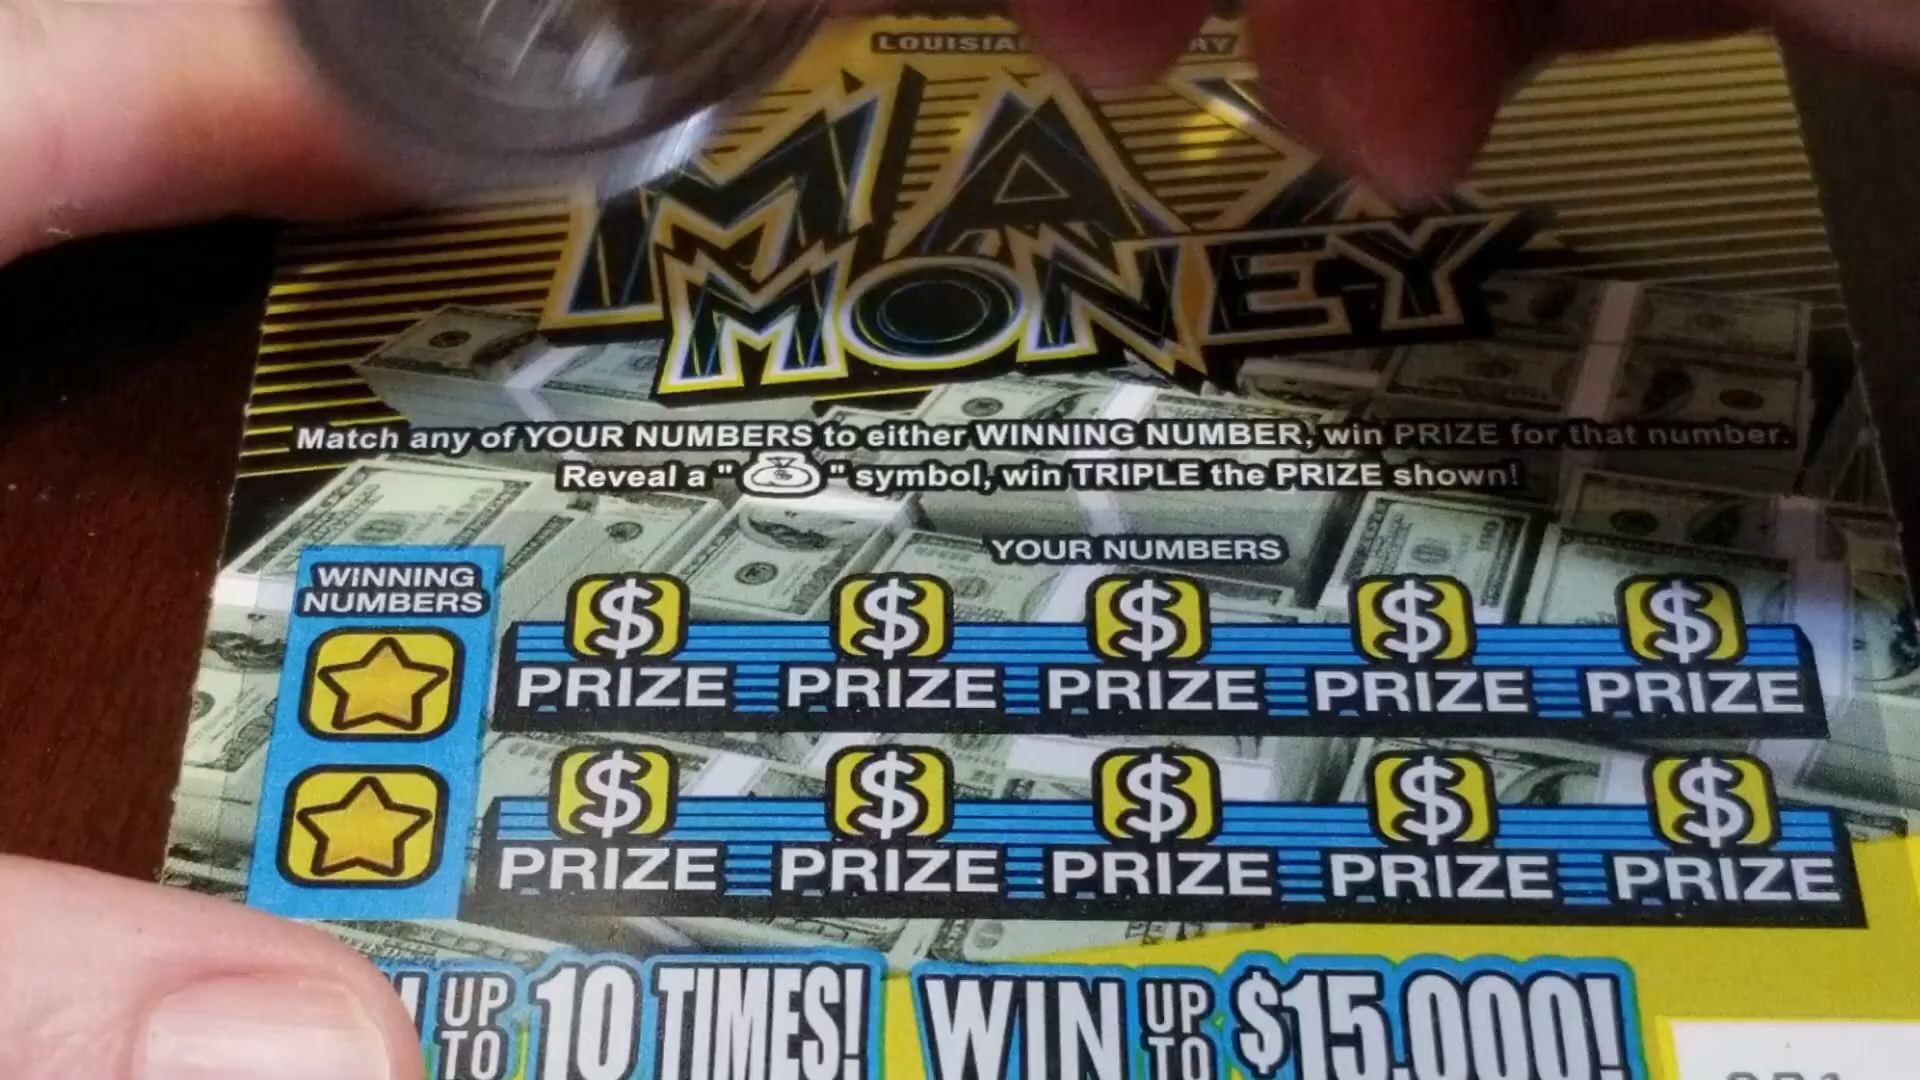 MAX
MONEY
Match any of YOUR NUMBERS to either WINNING NUMBER, win PRIZE for that number.
Reveal a " " symbol, win TRIPLE the PRIZE shown!
YOUR NUMBERS
WINNING
NUMBERS
$ $ $ $ $
PRIZE PRIZE PRIZE PRIZE PRIZE
$ $ $ $ $
PRIZE PRIZE PRIZE PRIZE PRIZE
UP TO 10 TIMES! WIN UP TO $15,000!